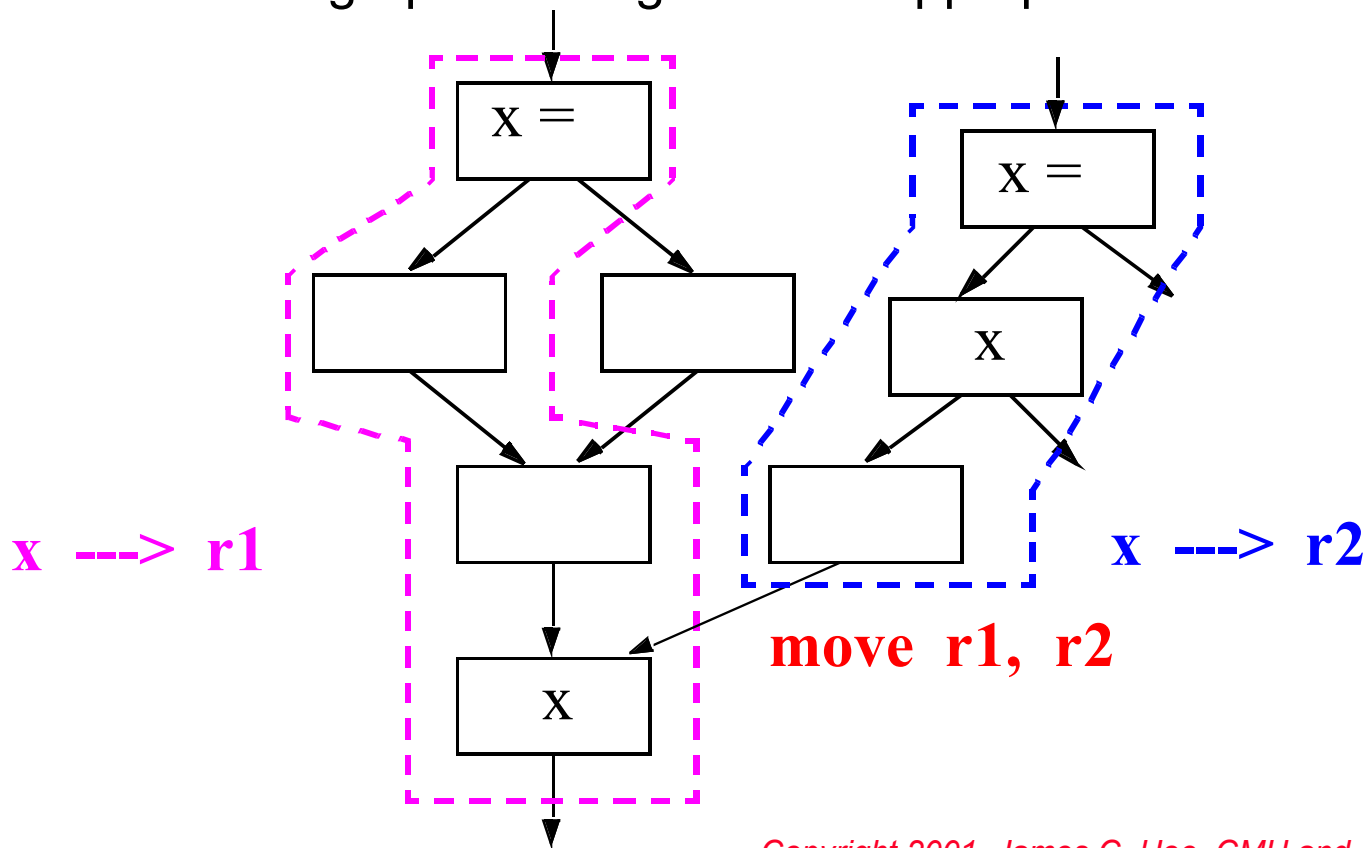 x =
x =
x
x ---> r1
x ---> r2
move r1, r2
x